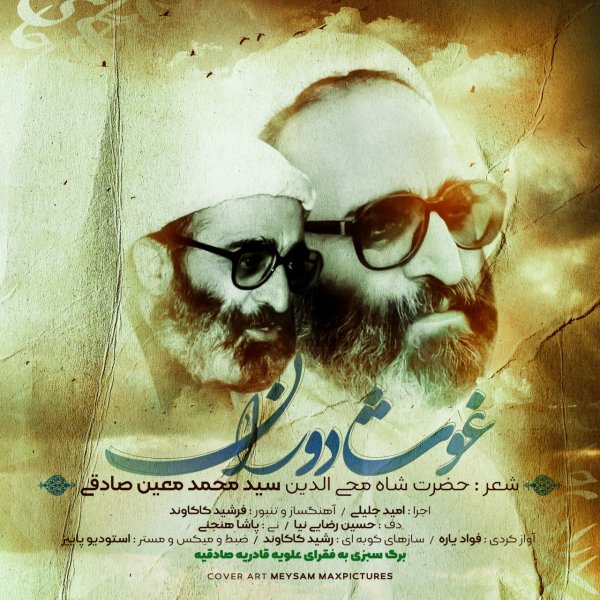 غوث دوران
شعر : حضرت شاه محی الدین سید محمد معین صادقی
اجرا : امید جلیلی / آهنگساز و تنبور : فرشید کاکاوند
دف : حسین رضایی نیا / نی : پاشا هنجنی
آواز کردی : فواد یاره / سازهای کوبه ای : رشید کاکاوند / ضبط و میکس و مستر : استودیو پاپیز
برگ سبزی به فقرای علویه قادریه صادقیه
COVER ART MEYSAM MAXPICTURES